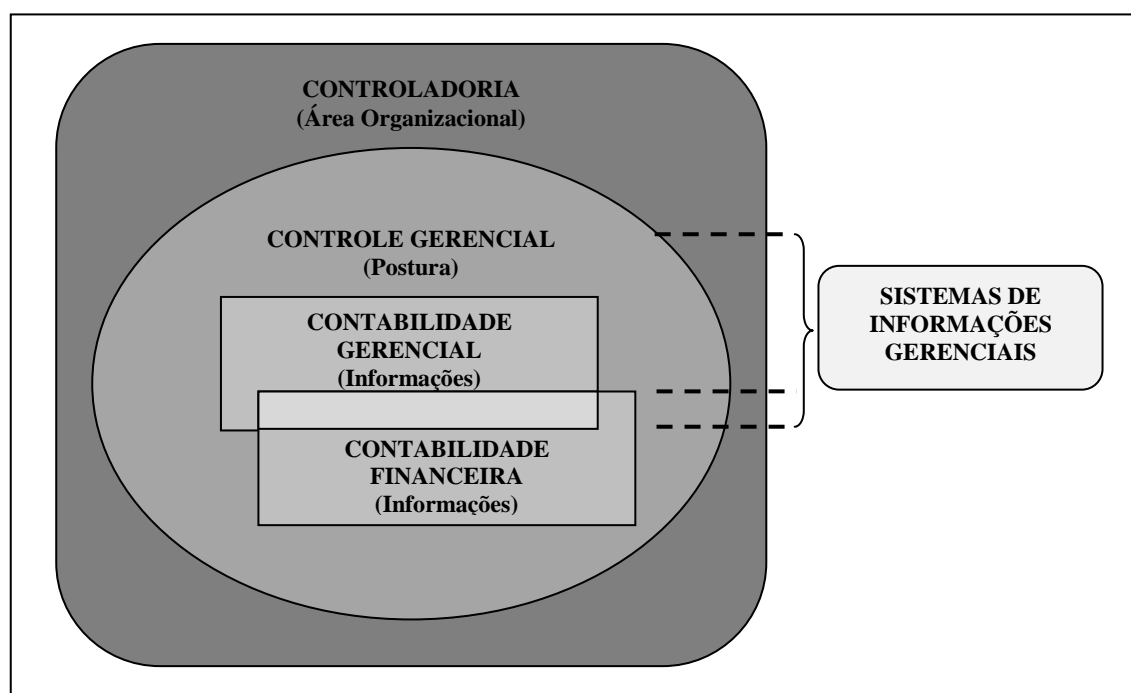 CONTROLADORIA
(Área Organizacional)
CONTROLE GERENCIAL
(Postura)
CONTABILIDADE
GERENCIAL
(Informações)
CONTABILIDADE
FINANCEIRA
(Informações)
SISTEMAS DE
INFORMAÇÕES
GERENCIAIS